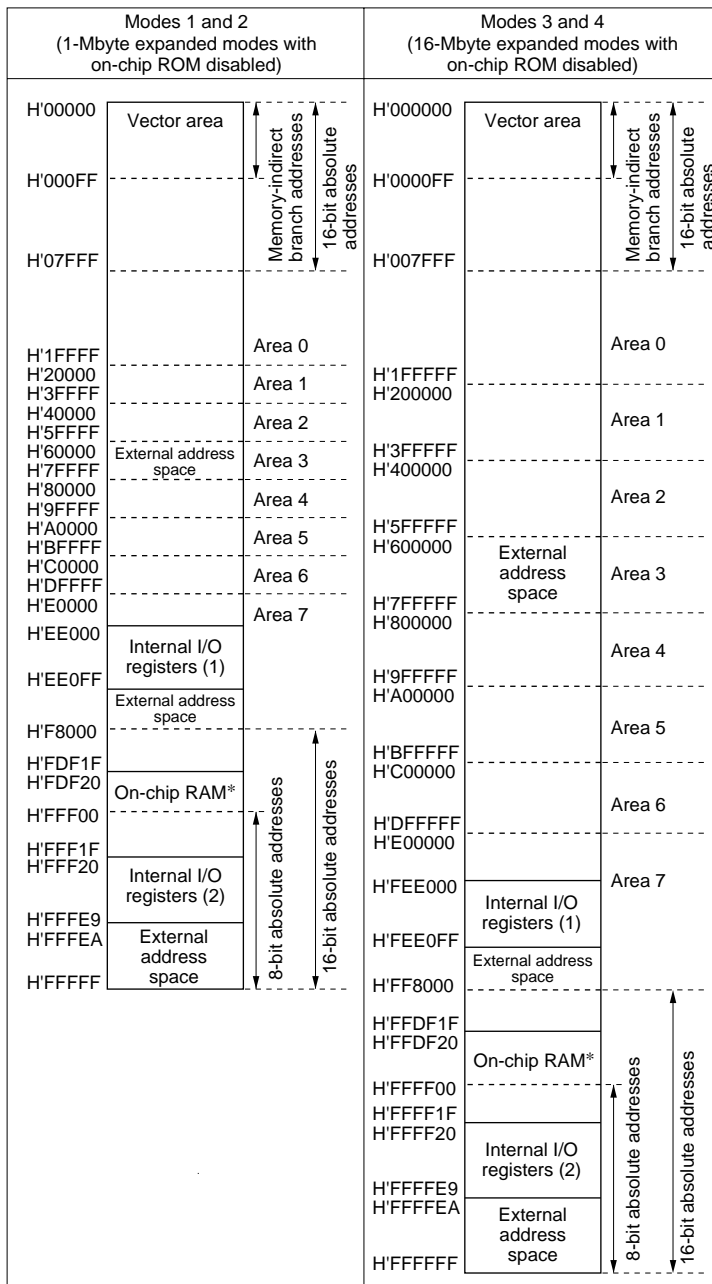 Modes 1 and 2
(1-Mbyte expanded modes with
on-chip ROM disabled)
H'00000
Vector area
H'000FF
H'07FFF
Memory-indirect
branch addresses
16-bit absolute
addresses
H'1FFFF
Area 0
H'20000
Area 1
H'3FFFF
H'40000
Area 2
H'5FFFF
H'60000
External address
space
Area 3
H'7FFFF
H'80000
Area 4
H'9FFFF
H'A0000
Area 5
H'BFFFF
H'C0000
Area 6
H'DFFFF
H'E0000
Area 7
H'EE000
Internal I/O
registers (1)
H'EE0FF
External address
space
H'F8000
H'FDF1F
H'FDF20
On-chip RAM*
H'FFF00
H'FFF1F
H'FFF20
Internal I/O
registers (2)
H'FFFE9
H'FFFEA
External
address
space
H'FFFFF
8-bit absolute addresses
16-bit absolute addresses
Modes 3 and 4
(16-Mbyte expanded modes with
on-chip ROM disabled)
H'000000
Vector area
H'0000FF
H'007FFF
Memory-indirect
branch addresses
16-bit absolute
addresses
Area 0
H'1FFFFF
H'200000
Area 1
H'3FFFFF
H'400000
Area 2
H'5FFFFF
H'600000
External
address
space
Area 3
H'7FFFFF
H'800000
Area 4
H'9FFFFF
H'A00000
Area 5
H'BFFFFF
H'C00000
Area 6
H'DFFFFF
H'E00000
Area 7
H'FEE000
Internal I/O
registers (1)
H'FEE0FF
External address
space
H'FF8000
H'FFDF1F
H'FFDF20
On-chip RAM*
H'FFFF00
H'FFFF1F
H'FFFF20
Internal I/O
registers (2)
H'FFFFE9
H'FFFFEA
External
address
space
H'FFFFFF
8-bit absolute addresses
16-bit absolute addresses